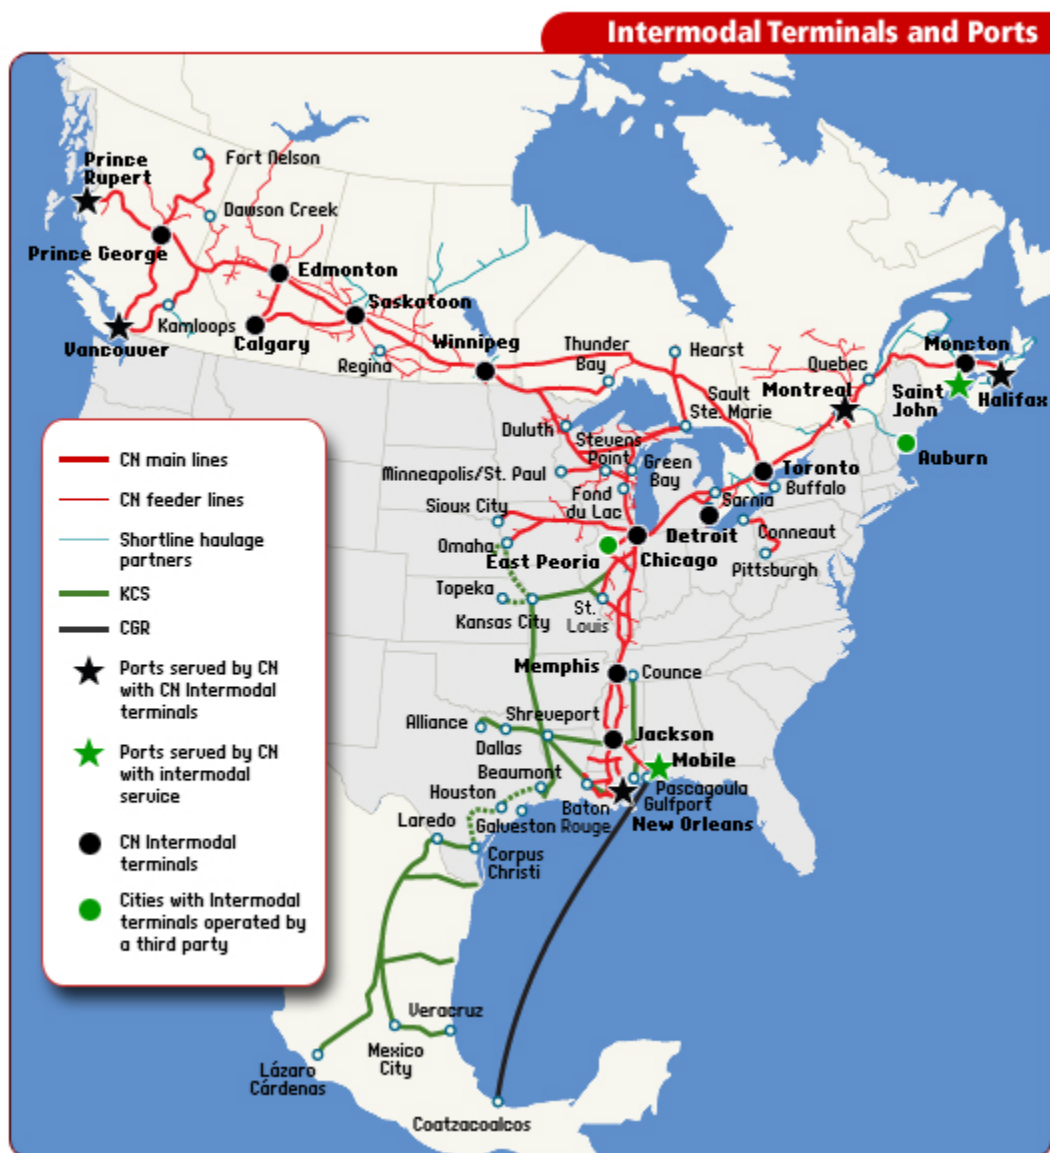 Intermodal Terminals and Ports
Prince
Rupert
Fort Nelson
Dawson Creek
Prince George
Edmonton
Saskatoon
Kamloops
Vancouver
Calgary
Regina
Winnipeg
Thunder
Bay
Hearst
Quebec
Moncton
Sault
Ste. Marie
Montreal
Saint
John
Halifax
Duluth
Stevens
Point
Green
Bay
Toronto
Auburn
Minneapolis/St. Paul
Buffalo
Fond
du Lac
Sarnia
Sioux City
Detroit
Conneaut
Omaha
East Peoria
Chicago
Pittsburgh
Topeka
Kansas City
St.
Louis
Memphis
Counce
Alliance
Shreveport
Jackson
Dallas
Mobile
Beaumont
Pascagoula
Houston
Baton
Rouge
Gulfport
Galveston
New Orleans
Laredo
Corpus
Christi
Veracruz
Mexico
City
Lázaro
Cárdenas
Coatzacoalcos
CN main lines
CN feeder lines
Shortline haulage
partners
KCS
CGR
Ports served by CN
with CN Intermodal
terminals
Ports served by CN
with intermodal
service
CN Intermodal
terminals
Cities with Intermodal
terminals operated by
a third party